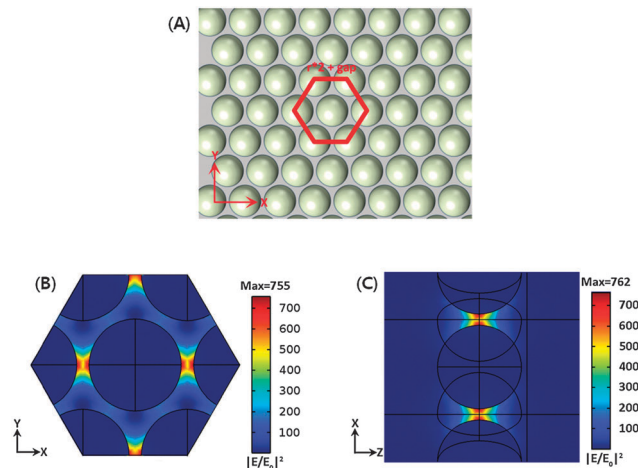 (A)
r*2 + gap
Y
X
(B)
Max=755
700
600
500
400
300
200
100
|E/E₀|²
Y
X
(C)
Max=762
700
600
500
400
300
200
100
|E/E₀|²
X
Z